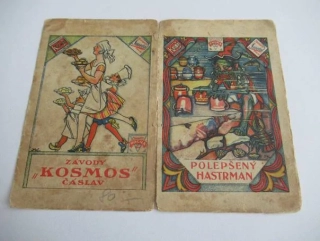 ZÁVODY
"KOSMOS"
ČÁSLAV
POLEPŠENÝ
HASTRMAN